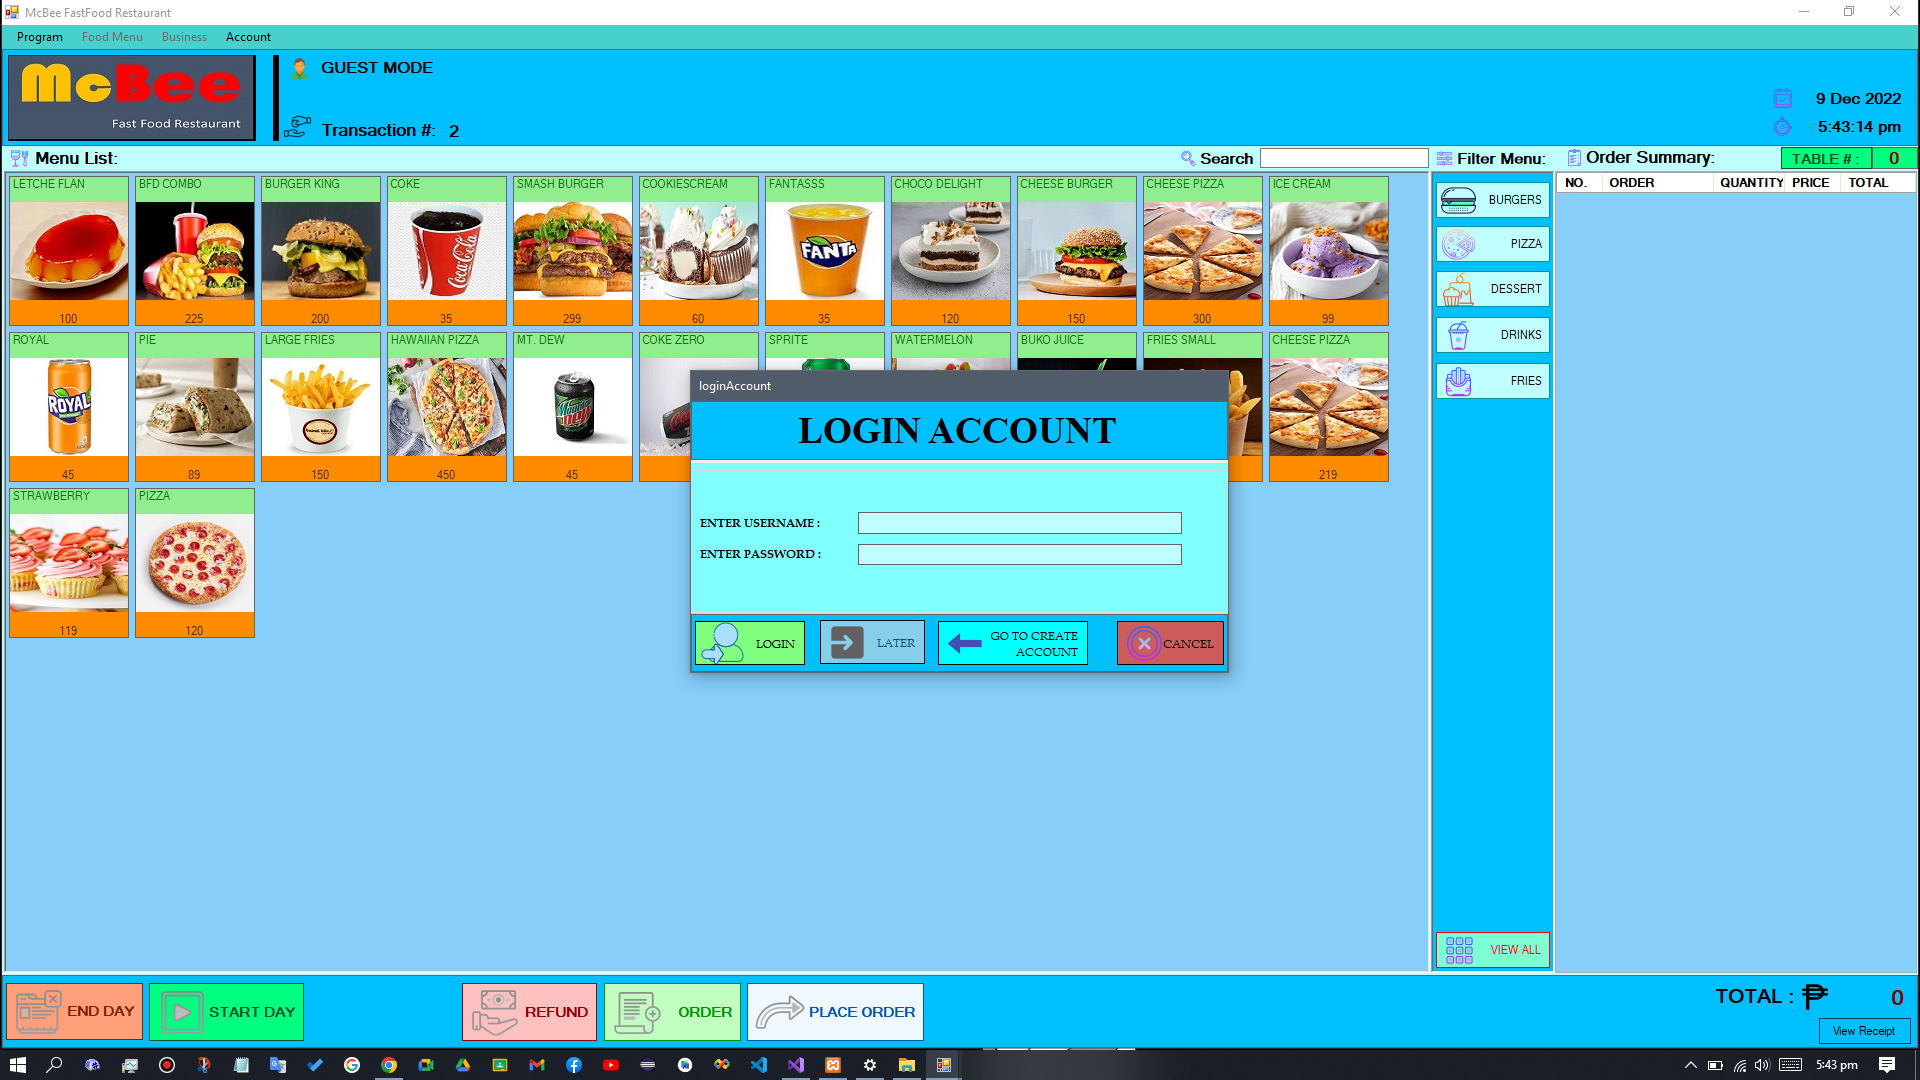 McBee FastFood Restaurant
Program Food Menu Business Account
McBee
Fast Food Restaurant
GUEST MODE
Transaction #: 2
9 Dec 2022
5:43:14 pm
Menu List:
Search
Filter Menu:
Order Summary:
TABLE # : 0
LETCHE FLAN BFD COMBO BURGER KING COKE SMASH BURGER COOKIESCREAM FANTASSS CHOCO DELIGHT CHEESE BURGER CHEESE PIZZA ICE CREAM
Coca-Cola
FANTA
100 225 200 35 299 60 35 120 150 300 99
ROYAL PIE LARGE FRIES HAWAIIAN PIZZA MT. DEW COKE ZERO SPRITE WATERMELON BUKO JUICE FRIES SMALL CHEESE PIZZA
ROYAL
45 89 150 450 45 219
STRAWBERRY PIZZA
119 120
loginAccount
LOGIN ACCOUNT
ENTER USERNAME :
ENTER PASSWORD :
LOGIN
LATER
GO TO CREATE
ACCOUNT
CANCEL
BURGERS
PIZZA
DESSERT
DRINKS
FRIES
VIEW ALL
NO. ORDER QUANTITY PRICE TOTAL
END DAY
START DAY
REFUND
ORDER
PLACE ORDER
TOTAL : ₱ 0
View Receipt
5:43 pm